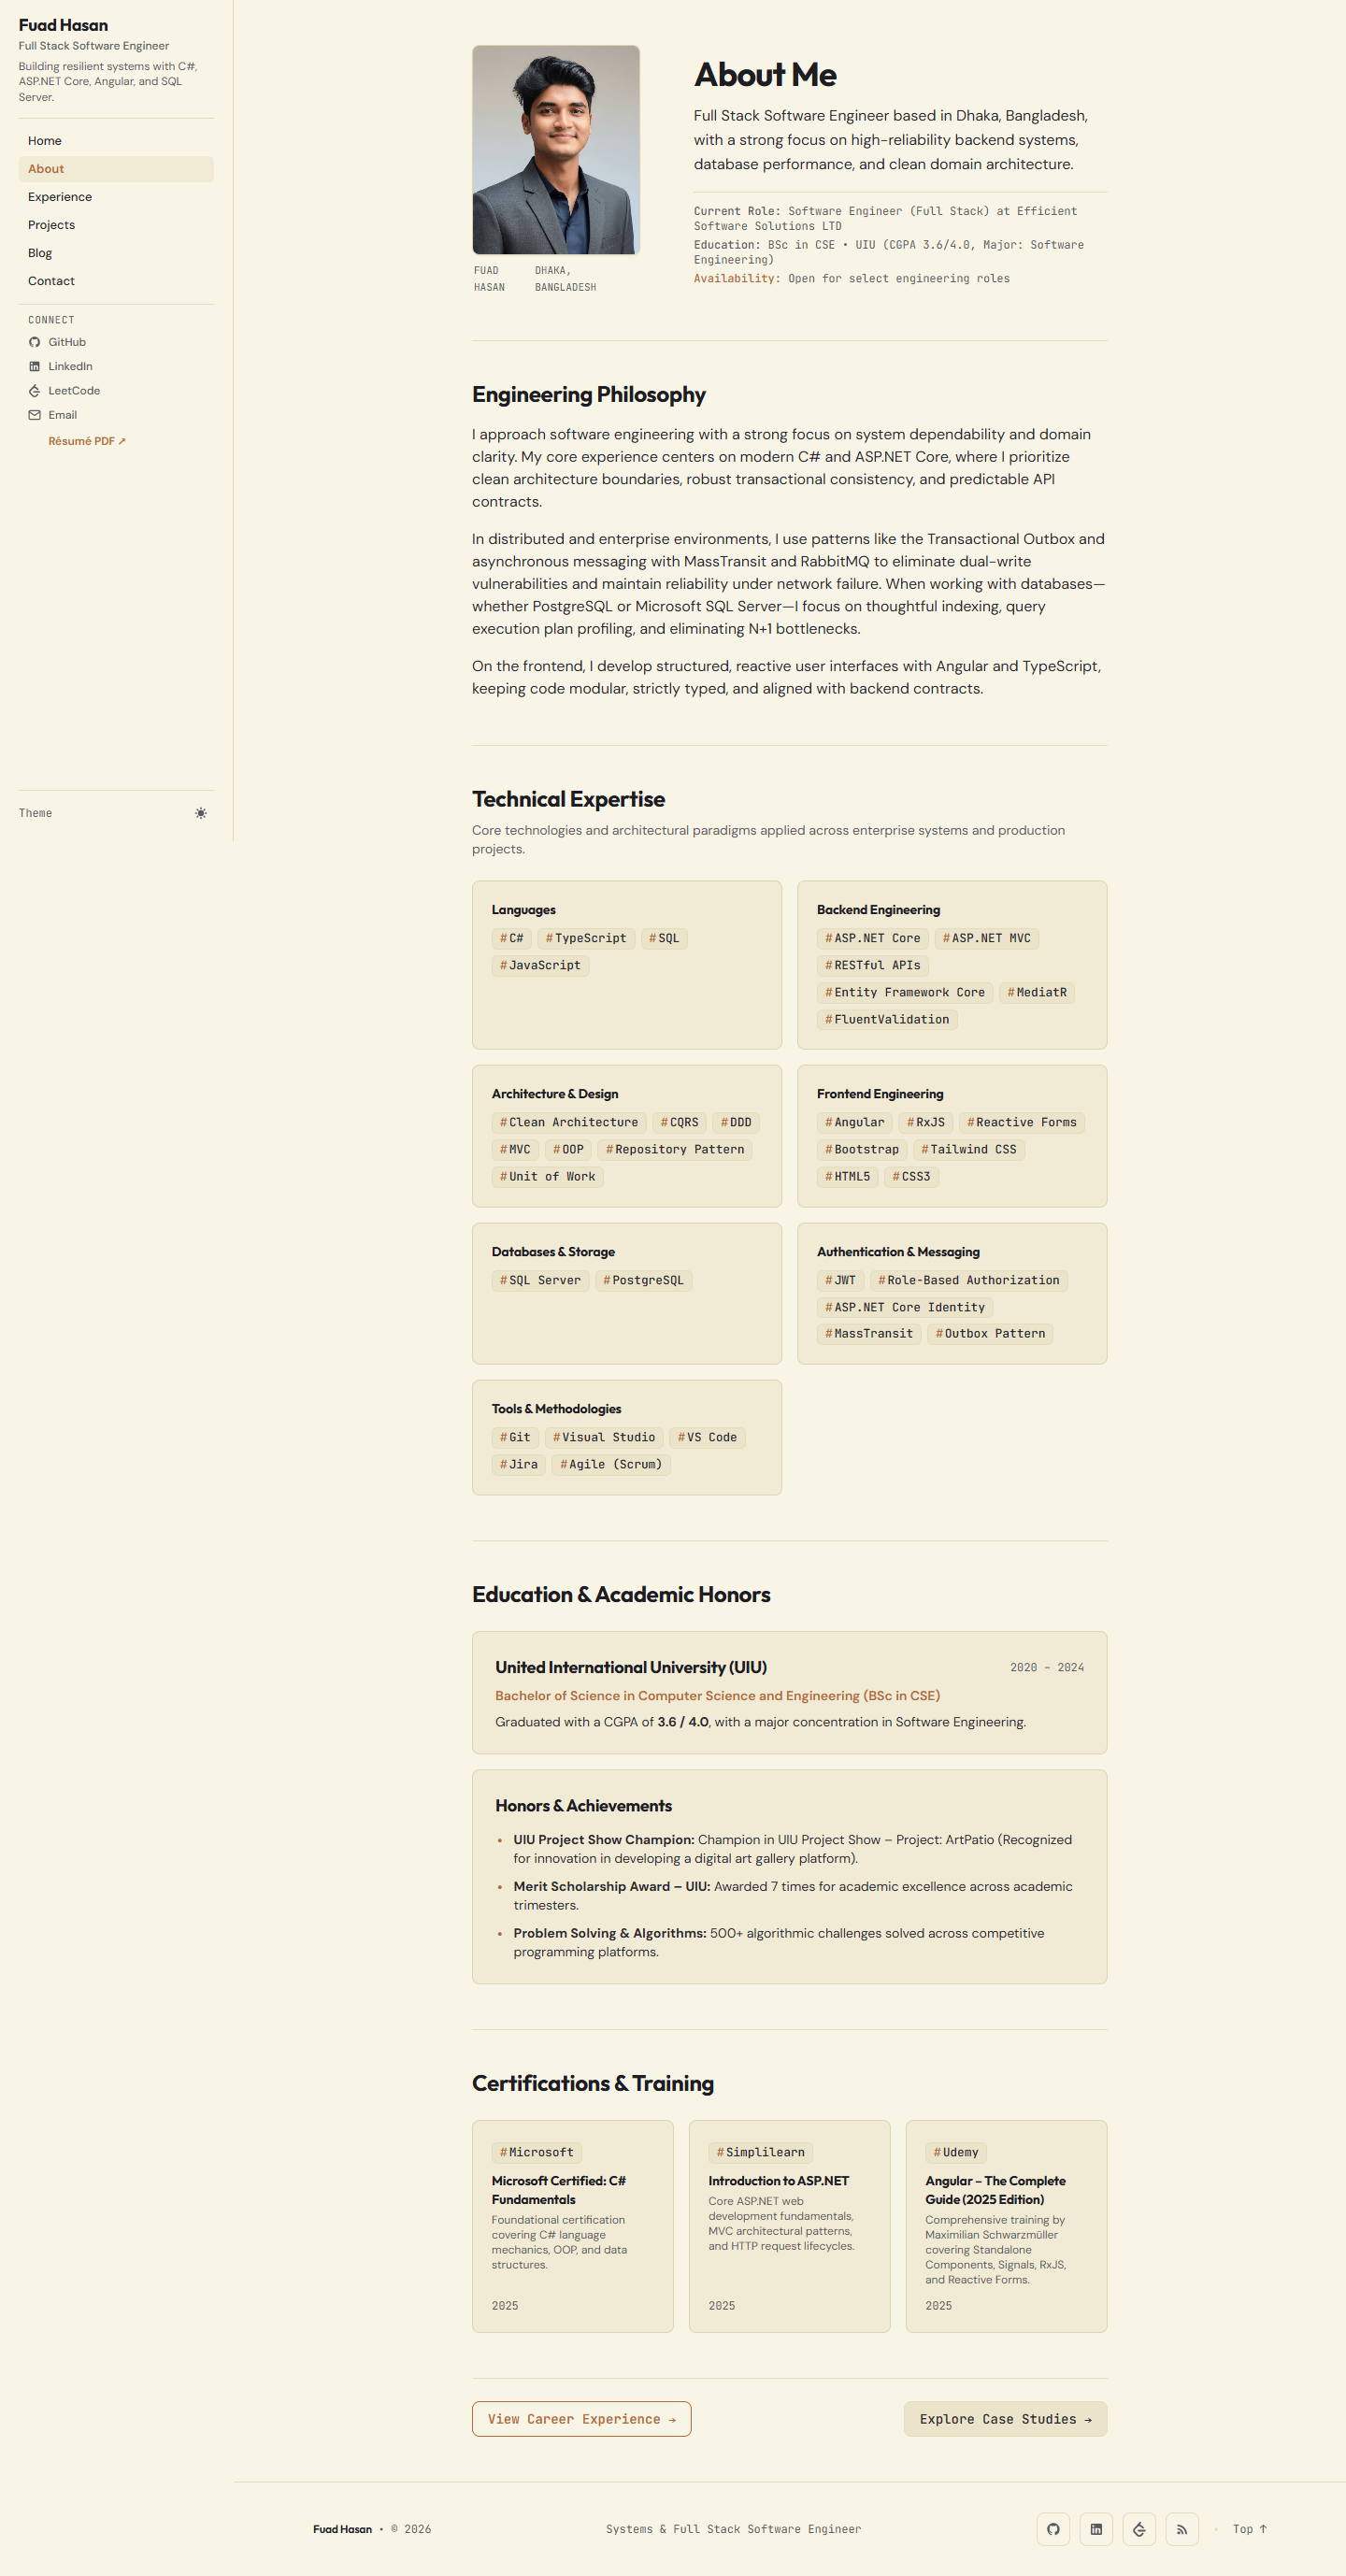 Fuad Hasan
Full Stack Software Engineer
Building resilient systems with C#,
ASP.NET Core, Angular, and SQL
Server.
Home
About
Experience
Projects
Blog
Contact
CONNECT
GitHub
LinkedIn
LeetCode
Email
Résumé PDF ↗
Theme
FUAD
HASAN
DHAKA,
BANGLADESH
About Me
Full Stack Software Engineer based in Dhaka, Bangladesh,
with a strong focus on high-reliability backend systems,
database performance, and clean domain architecture.
Current Role: Software Engineer (Full Stack) at Efficient
Software Solutions LTD
Education: BSc in CSE • UIU (CGPA 3.6/4.0, Major: Software
Engineering)
Availability: Open for select engineering roles
Engineering Philosophy
I approach software engineering with a strong focus on system dependability and domain
clarity. My core experience centers on modern C# and ASP.NET Core, where I prioritize
clean architecture boundaries, robust transactional consistency, and predictable API
contracts.
In distributed and enterprise environments, I use patterns like the Transactional Outbox and
asynchronous messaging with MassTransit and RabbitMQ to eliminate dual-write
vulnerabilities and maintain reliability under network failure. When working with databases—
whether PostgreSQL or Microsoft SQL Server—I focus on thoughtful indexing, query
execution plan profiling, and eliminating N+1 bottlenecks.
On the frontend, I develop structured, reactive user interfaces with Angular and TypeScript,
keeping code modular, strictly typed, and aligned with backend contracts.
Technical Expertise
Core technologies and architectural paradigms applied across enterprise systems and production
projects.
Languages
#C# #TypeScript #SQL
#JavaScript
Backend Engineering
#ASP.NET Core #ASP.NET MVC
#RESTful APIs
#Entity Framework Core #MediatR
#FluentValidation
Architecture & Design
#Clean Architecture #CQRS #DDD
#MVC #OOP #Repository Pattern
#Unit of Work
Frontend Engineering
#Angular #RxJS #Reactive Forms
#Bootstrap #Tailwind CSS
#HTML5 #CSS3
Databases & Storage
#SQL Server #PostgreSQL
Authentication & Messaging
#JWT #Role-Based Authorization
#ASP.NET Core Identity
#MassTransit #Outbox Pattern
Tools & Methodologies
#Git #Visual Studio #VS Code
#Jira #Agile (Scrum)
Education & Academic Honors
United International University (UIU) 2020 – 2024
Bachelor of Science in Computer Science and Engineering (BSc in CSE)
Graduated with a CGPA of 3.6 / 4.0, with a major concentration in Software Engineering.
Honors & Achievements
• UIU Project Show Champion: Champion in UIU Project Show – Project: ArtPatio (Recognized
for innovation in developing a digital art gallery platform).
• Merit Scholarship Award – UIU: Awarded 7 times for academic excellence across academic
trimesters.
• Problem Solving & Algorithms: 500+ algorithmic challenges solved across competitive
programming platforms.
Certifications & Training
#Microsoft
Microsoft Certified: C#
Fundamentals
Foundational certification
covering C# language
mechanics, OOP, and data
structures.
2025
#Simplilearn
Introduction to ASP.NET
Core ASP.NET web
development fundamentals,
MVC architectural patterns,
and HTTP request lifecycles.
2025
#Udemy
Angular – The Complete
Guide (2025 Edition)
Comprehensive training by
Maximilian Schwarzmüller
covering Standalone
Components, Signals, RxJS,
and Reactive Forms.
2025
View Career Experience →
Explore Case Studies →
Fuad Hasan • © 2026
Systems & Full Stack Software Engineer
• Top ↑